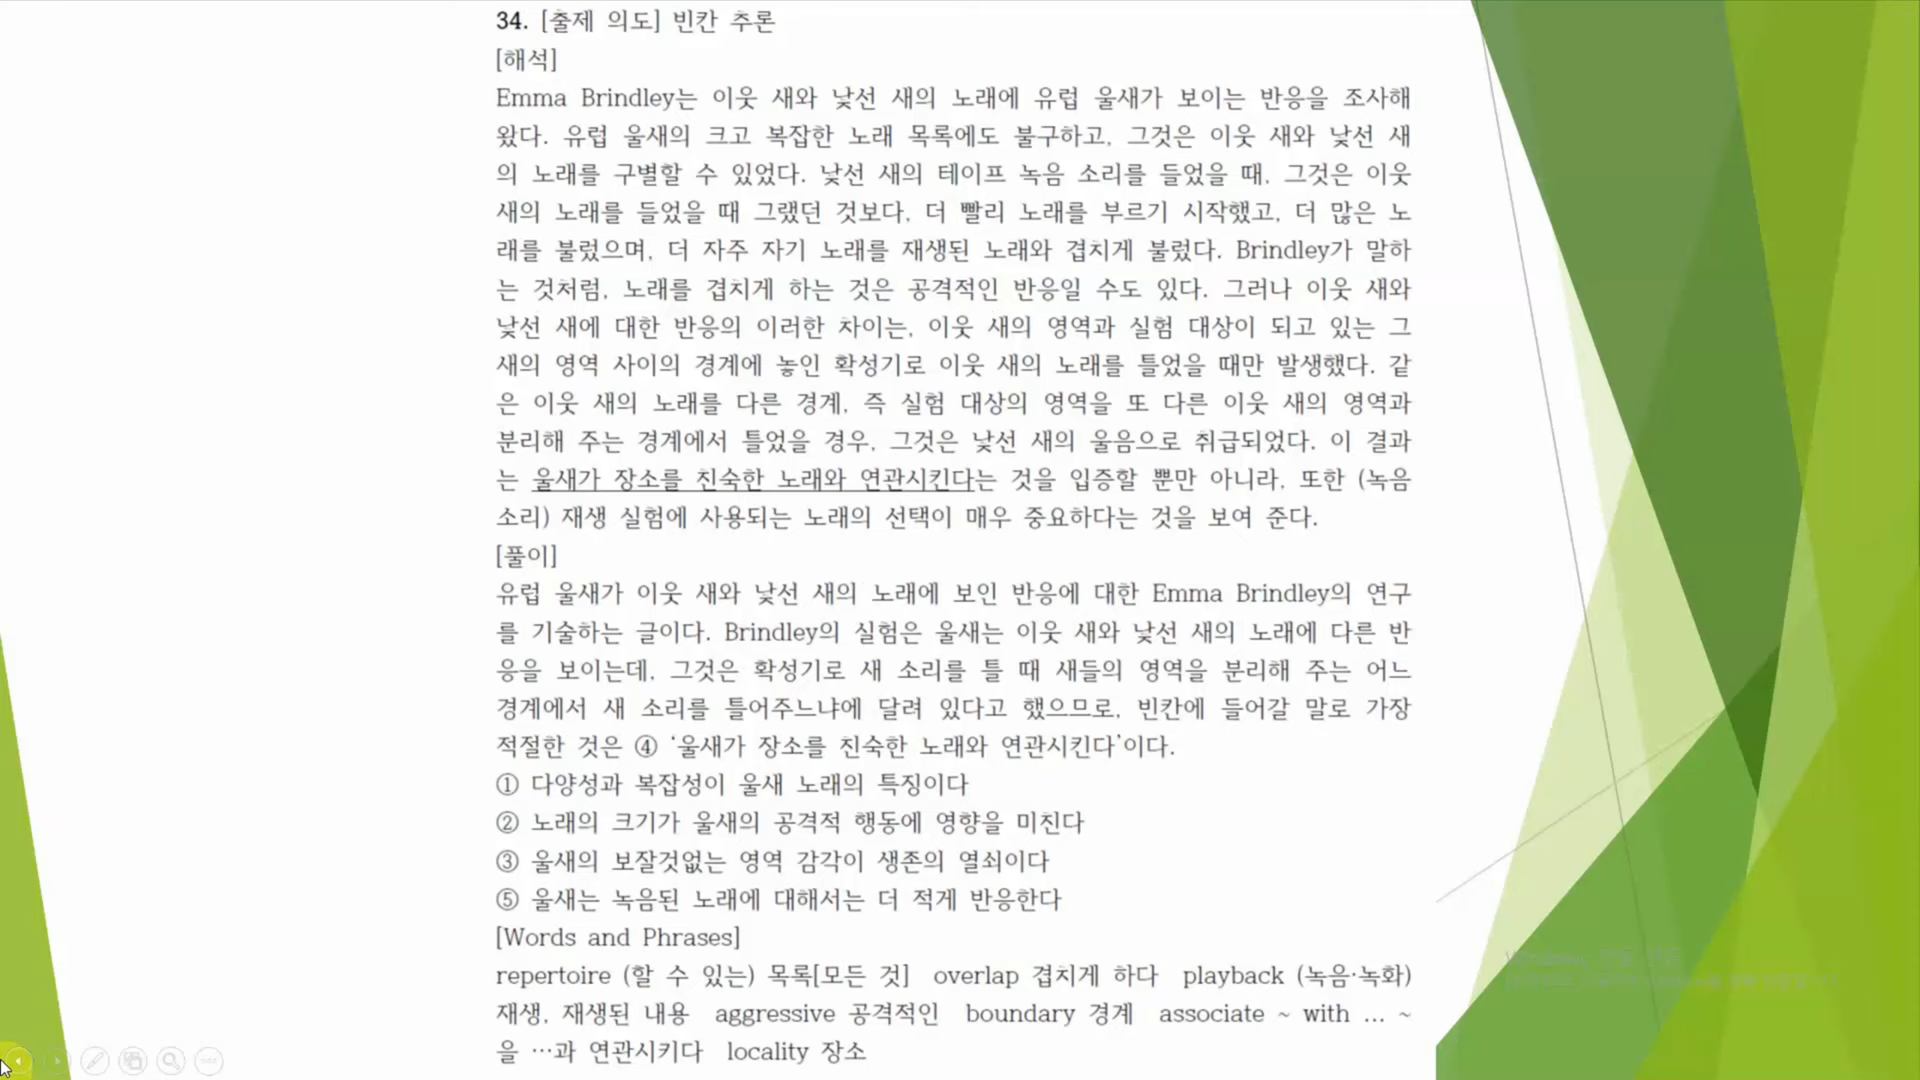 34. [출제 의도] 빈칸 추론
[해석]
Emma Brindley는 이웃 새와 낯선 새의 노래에 유럽 울새가 보이는 반응을 조사해
왔다. 유럽 울새의 크고 복잡한 노래 목록에도 불구하고, 그것은 이웃 새와 낯선 새
의 노래를 구별할 수 있었다. 낯선 새의 테이프 녹음 소리를 들었을 때, 그것은 이웃
새의 노래를 들었을 때 그랬던 것보다, 더 빨리 노래를 부르기 시작했고, 더 많은 노
래를 불렀으며, 더 자주 자기 노래를 재생된 노래와 겹치게 불렀다. Brindley가 말하
는 것처럼, 노래를 겹치게 하는 것은 공격적인 반응일 수도 있다. 그러나 이웃 새와
낯선 새에 대한 반응의 이러한 차이는, 이웃 새의 영역과 실험 대상이 되고 있는 그
새의 영역 사이의 경계에 놓인 확성기로 이웃 새의 노래를 틀었을 때만 발생했다. 같
은 이웃 새의 노래를 다른 경계, 즉 실험 대상의 영역을 또 다른 이웃 새의 영역과
분리해 주는 경계에서 틀었을 경우, 그것은 낯선 새의 울음으로 취급되었다. 이 결과
는 울새가 장소를 친숙한 노래와 연관시킨다는 것을 입증할 뿐만 아니라, 또한 (녹음
소리) 재생 실험에 사용되는 노래의 선택이 매우 중요하다는 것을 보여 준다.
[풀이]
유럽 울새가 이웃 새와 낯선 새의 노래에 보인 반응에 대한 Emma Brindley의 연구
를 기술하는 글이다. Brindley의 실험은 울새는 이웃 새와 낯선 새의 노래에 다른 반
응을 보이는데, 그것은 확성기로 새 소리를 틀 때 새들의 영역을 분리해 주는 어느
경계에서 새 소리를 틀어주느냐에 달려 있다고 했으므로, 빈칸에 들어갈 말로 가장
적절한 것은 ④ ‘울새가 장소를 친숙한 노래와 연관시킨다’이다.
① 다양성과 복잡성이 울새 노래의 특징이다
② 노래의 크기가 울새의 공격적 행동에 영향을 미친다
③ 울새의 보잘것없는 영역 감각이 생존의 열쇠이다
⑤ 울새는 녹음된 노래에 대해서는 더 적게 반응한다
[Words and Phrases]
repertoire (할 수 있는) 목록[모든 것] overlap 겹치게 하다 playback (녹음·녹화)
재생, 재생된 내용 aggressive 공격적인 boundary 경계 associate ~ with … ~
을 …과 연관시키다 locality 장소